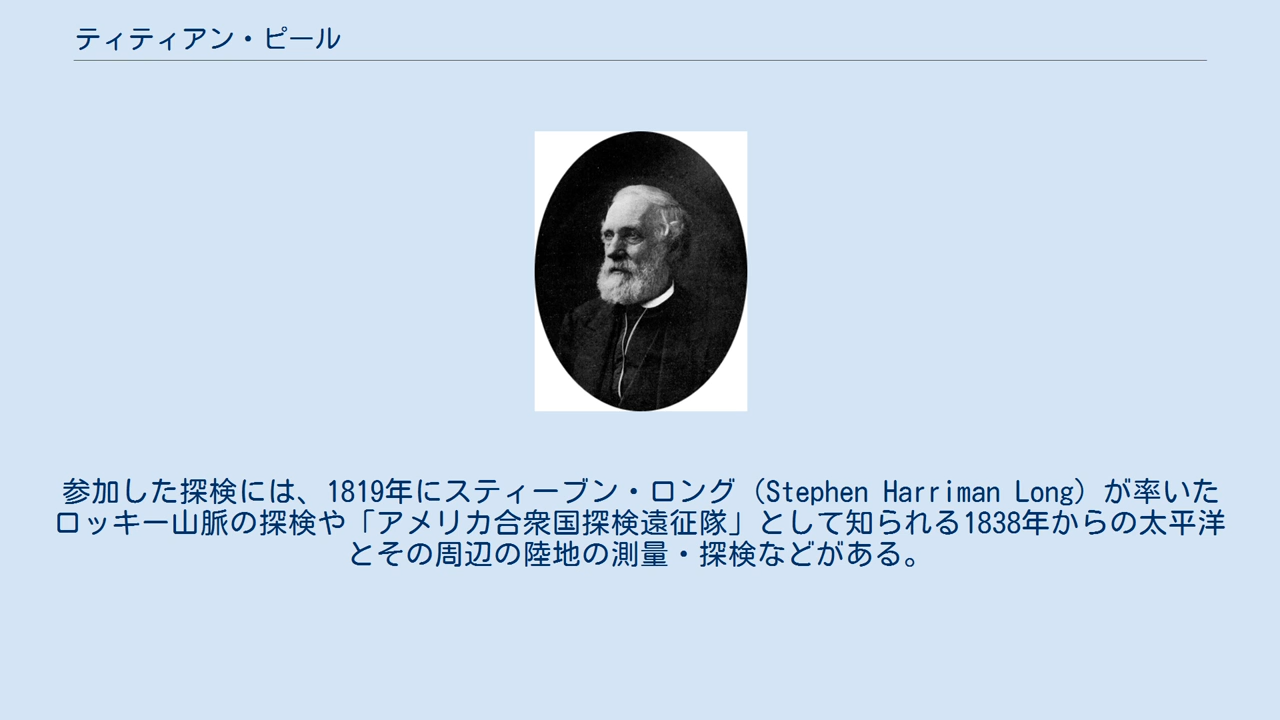 ティティアン・ピール
参加した探検には、1819年にスティーブン・ロング（Stephen Harriman Long）が率いた
ロッキー山脈の探検や「アメリカ合衆国探検遠征隊」として知られる1838年からの太平洋
とその周辺の陸地の測量・探検などがある。